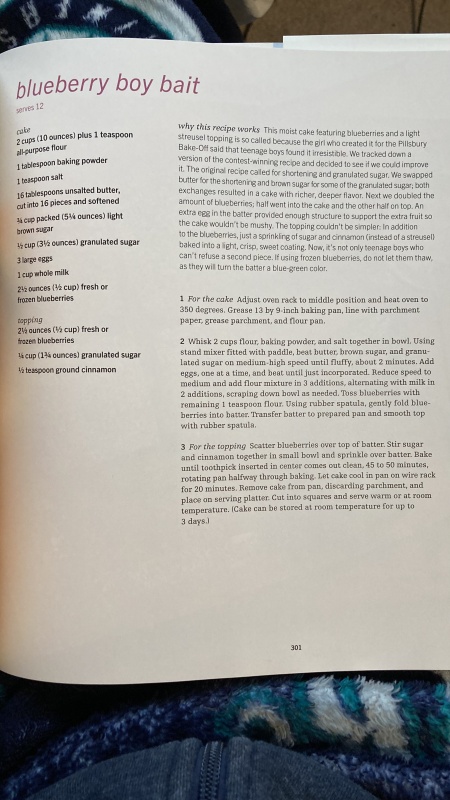 blueberry boy bait
serves 12
cake
2 cups (10 ounces) plus 1 teaspoon
all-purpose flour
1 tablespoon baking powder
1 teaspoon salt
16 tablespoons unsalted butter,
cut into 16 pieces and softened
¾ cup packed (5¼ ounces) light
brown sugar
½ cup (3½ ounces) granulated sugar
3 large eggs
1 cup whole milk
2½ ounces (½ cup) fresh or
frozen blueberries
topping
2½ ounces (½ cup) fresh or
frozen blueberries
¼ cup (1¾ ounces) granulated sugar
½ teaspoon ground cinnamon
why this recipe works This moist cake featuring blueberries and a light
streusel topping is so called because the girl who created it for the Pillsbury
Bake-Off said that teenage boys found it irresistible. We tracked down a
version of the contest-winning recipe and decided to see if we could improve
it. The original recipe called for shortening and granulated sugar. We swapped
butter for the shortening and brown sugar for some of the granulated sugar; both
exchanges resulted in a cake with richer, deeper flavor. Next we doubled the
amount of blueberries; half went into the cake and the other half on top. An
extra egg in the batter provided enough structure to support the extra fruit so
the cake wouldn't be mushy. The topping couldn't be simpler: In addition
to the blueberries, just a sprinkling of sugar and cinnamon (instead of a streusel)
baked into a light, crisp, sweet coating. Now, it's not only teenage boys who
can't refuse a second piece. If using frozen blueberries, do not let them thaw,
as they will turn the batter a blue-green color.
1 For the cake Adjust oven rack to middle position and heat oven to
350 degrees. Grease 13 by 9-inch baking pan, line with parchment
paper, grease parchment, and flour pan.
2 Whisk 2 cups flour, baking powder, and salt together in bowl. Using
stand mixer fitted with paddle, beat butter, brown sugar, and granu-
lated sugar on medium-high speed until fluffy, about 2 minutes. Add
eggs, one at a time, and beat until just incorporated. Reduce speed to
medium and add flour mixture in 3 additions, alternating with milk in
2 additions, scraping down bowl as needed. Toss blueberries with
remaining 1 teaspoon flour. Using rubber spatula, gently fold blue-
berries into batter. Transfer batter to prepared pan and smooth top
with rubber spatula.
3 For the topping Scatter blueberries over top of batter. Stir sugar
and cinnamon together in small bowl and sprinkle over batter. Bake
until toothpick inserted in center comes out clean, 45 to 50 minutes,
rotating pan halfway through baking. Let cake cool in pan on wire rack
for 20 minutes. Remove cake from pan, discarding parchment, and
place on serving platter. Cut into squares and serve warm or at room
temperature. (Cake can be stored at room temperature for up to
3 days.)
301